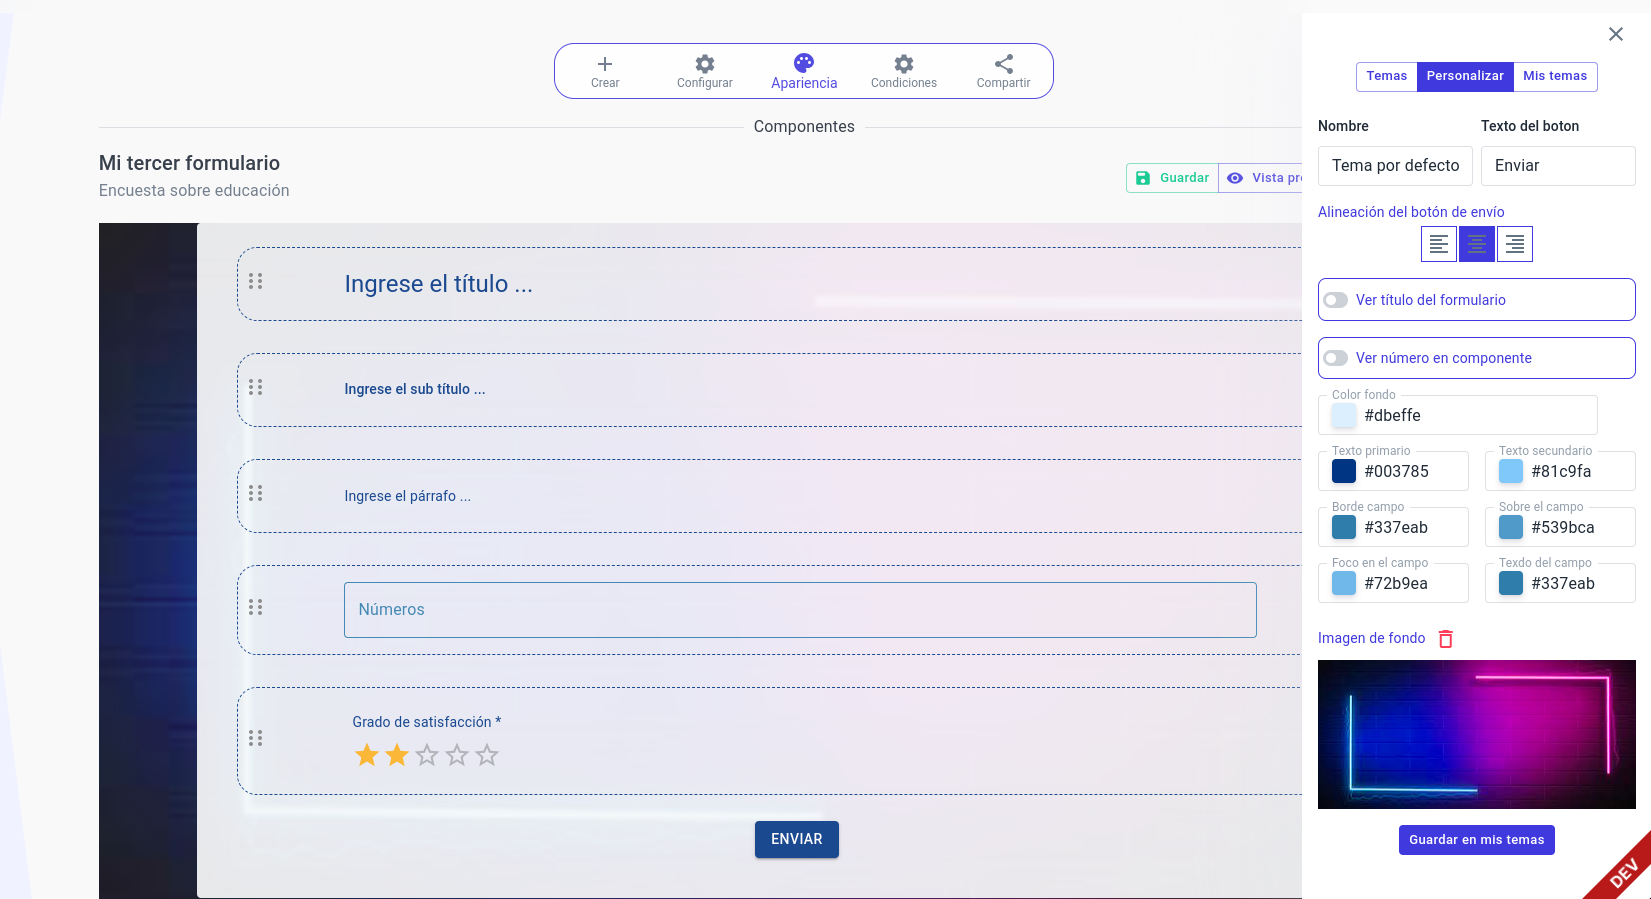 Crear
Configurar
Apariencia
Condiciones
Compartir
Componentes
Mi tercer formulario
Encuesta sobre educación
Guardar
Vista
Ingrese el título ...
Ingrese el sub título ...
Ingrese el párrafo ...
Números
Grado de satisfacción *
ENVIAR
Temas
Personalizar
Mis temas
Nombre
Texto del boton
Tema por defecto
Enviar
Alineación del botón de envío
Ver título del formulario
Ver número en componente
Color fondo
#dbeffe
Texto primario
Texto secundario
#003785
#81c9fa
Borde campo
Sobre el campo
#337eab
#539bca
Foco en el campo
Texdo del campo
#72b9ea
#337eab
Imagen de fondo
Guardar en mis temas
DEV